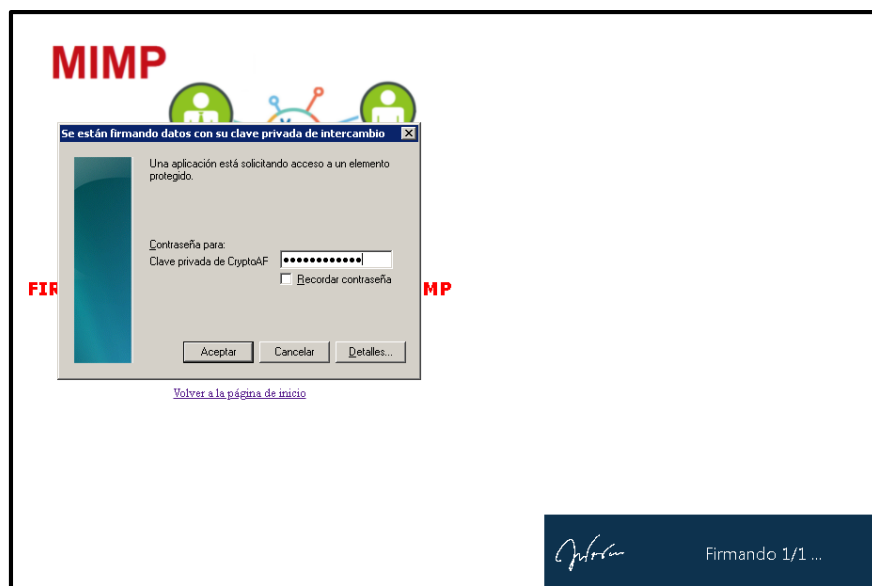 MIMP
Se están firmando datos con su clave privada de intercambio
Una aplicación está solicitando acceso a un elemento
protegido.
Contraseña para:
Clave privada de CryptoAF ••••••••••••
Recordar contraseña
FIR MP
Aceptar Cancelar Detalles...
Volver a la página de inicio
Firmando 1/1 ...